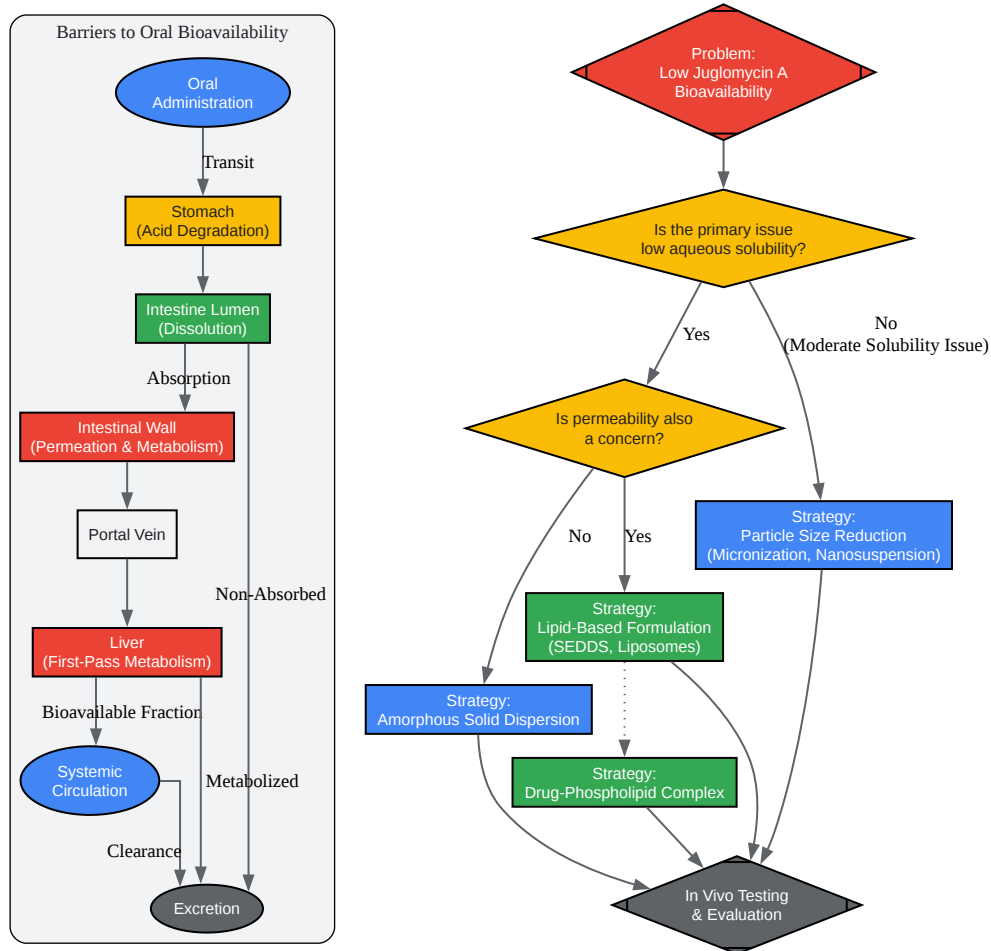 Barriers to Oral Bioavailability
Oral
Administration
Transit
Stomach
(Acid Degradation)
Intestine Lumen
(Dissolution)
Absorption
Intestinal Wall
(Permeation & Metabolism)
Portal Vein
Non-Absorbed
Liver
(First-Pass Metabolism)
Bioavailable Fraction
Systemic
Circulation
Metabolized
Clearance
Excretion
Problem:
Low Juglomycin A
Bioavailability
Is the primary issue
low aqueous solubility?
Yes
No
(Moderate Solubility Issue)
Is permeability also
a concern?
No
Yes
Strategy:
Particle Size Reduction
(Micronization, Nanosuspension)
Strategy:
Lipid-Based Formulation
(SEDDS, Liposomes)
Strategy:
Amorphous Solid Dispersion
Strategy:
Drug-Phospholipid Complex
In Vivo Testing
& Evaluation